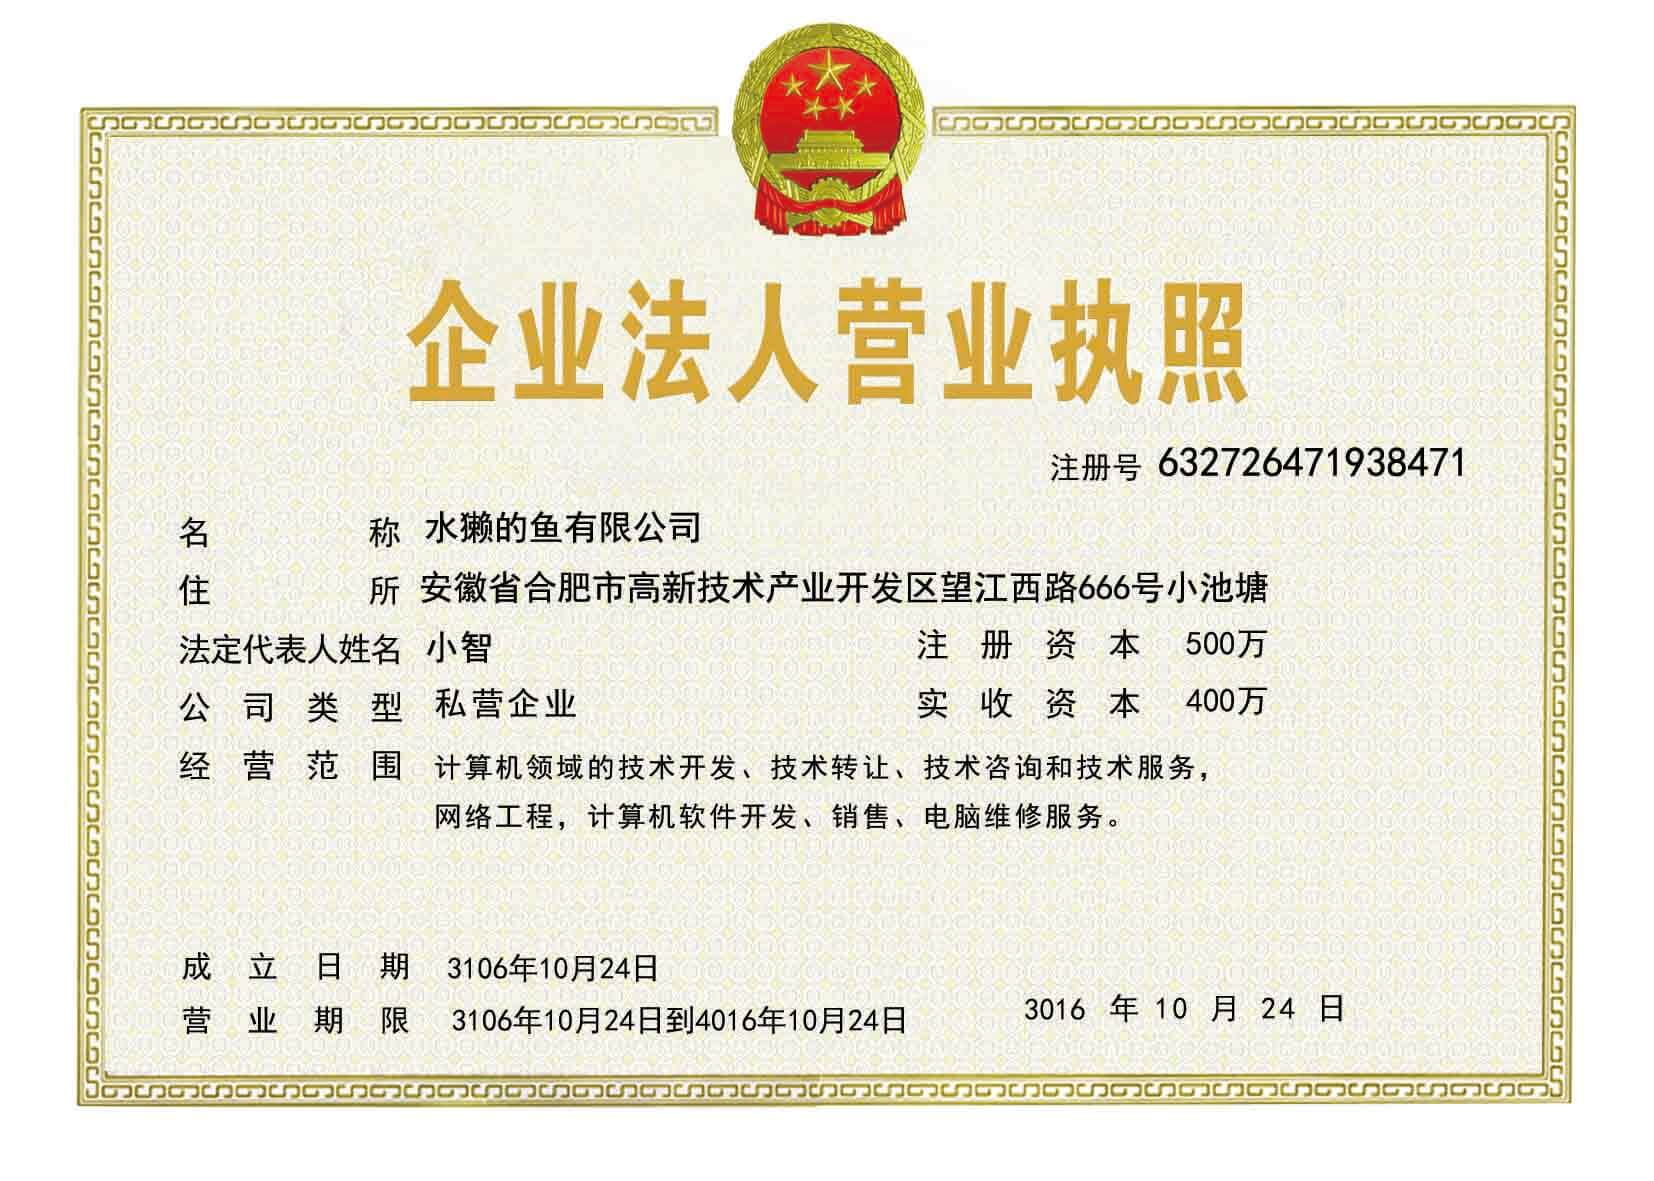 企业法人营业执照
注册号 632726471938471
名 称 水獭的鱼有限公司
住 所 安徽省合肥市高新技术产业开发区望江西路666号小池塘
法定代表人姓名 小智 注 册 资 本 500万
公 司 类 型 私营企业 实 收 资 本 400万
经 营 范 围 计算机领域的技术开发、技术转让、技术咨询和技术服务，
网络工程，计算机软件开发、销售、电脑维修服务。
成 立 日 期 3106年10月24日
营 业 期 限 3106年10月24日到4016年10月24日 3016 年 10 月 24 日